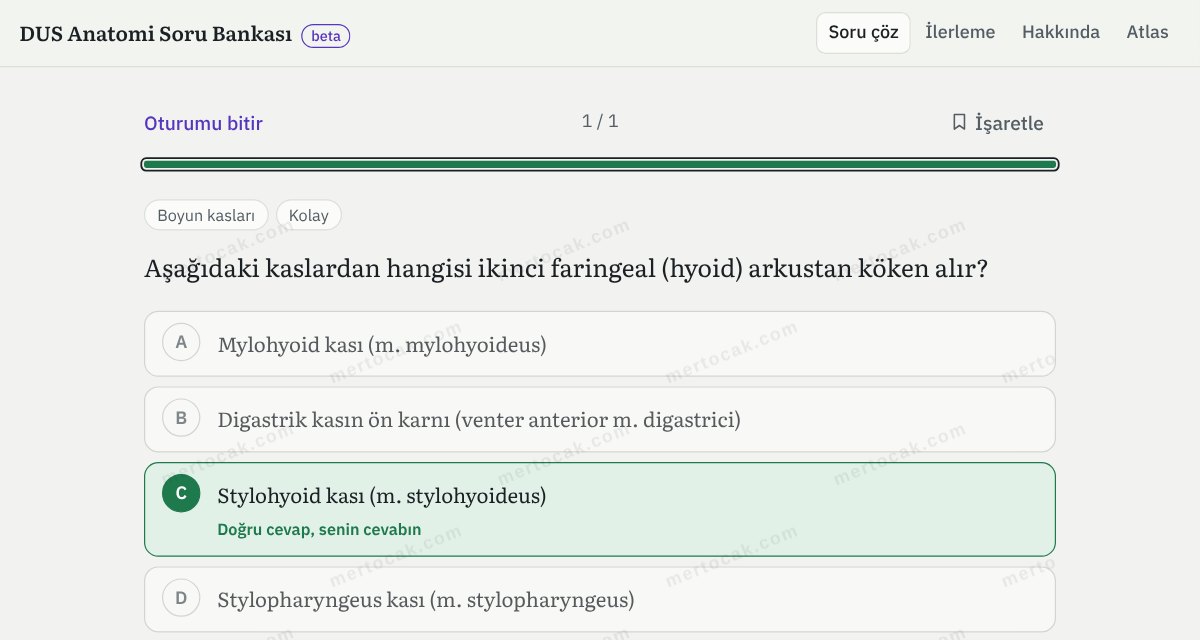 DUS Anatomi Soru Bankası beta
Soru çöz İlerleme Hakkında Atlas
Oturumu bitir 1 / 1 İşaretle
Boyun kasları Kolay
Aşağıdaki kaslardan hangisi ikinci faringeal (hyoid) arkustan köken alır?
A Mylohyoid kası (m. mylohyoideus)
B Digastrik kasın ön karnı (venter anterior m. digastrici)
C Stylohyoid kası (m. stylohyoideus)
Doğru cevap, senin cevabın
D Stylopharyngeus kası (m. stylopharyngeus)
mertocak.com